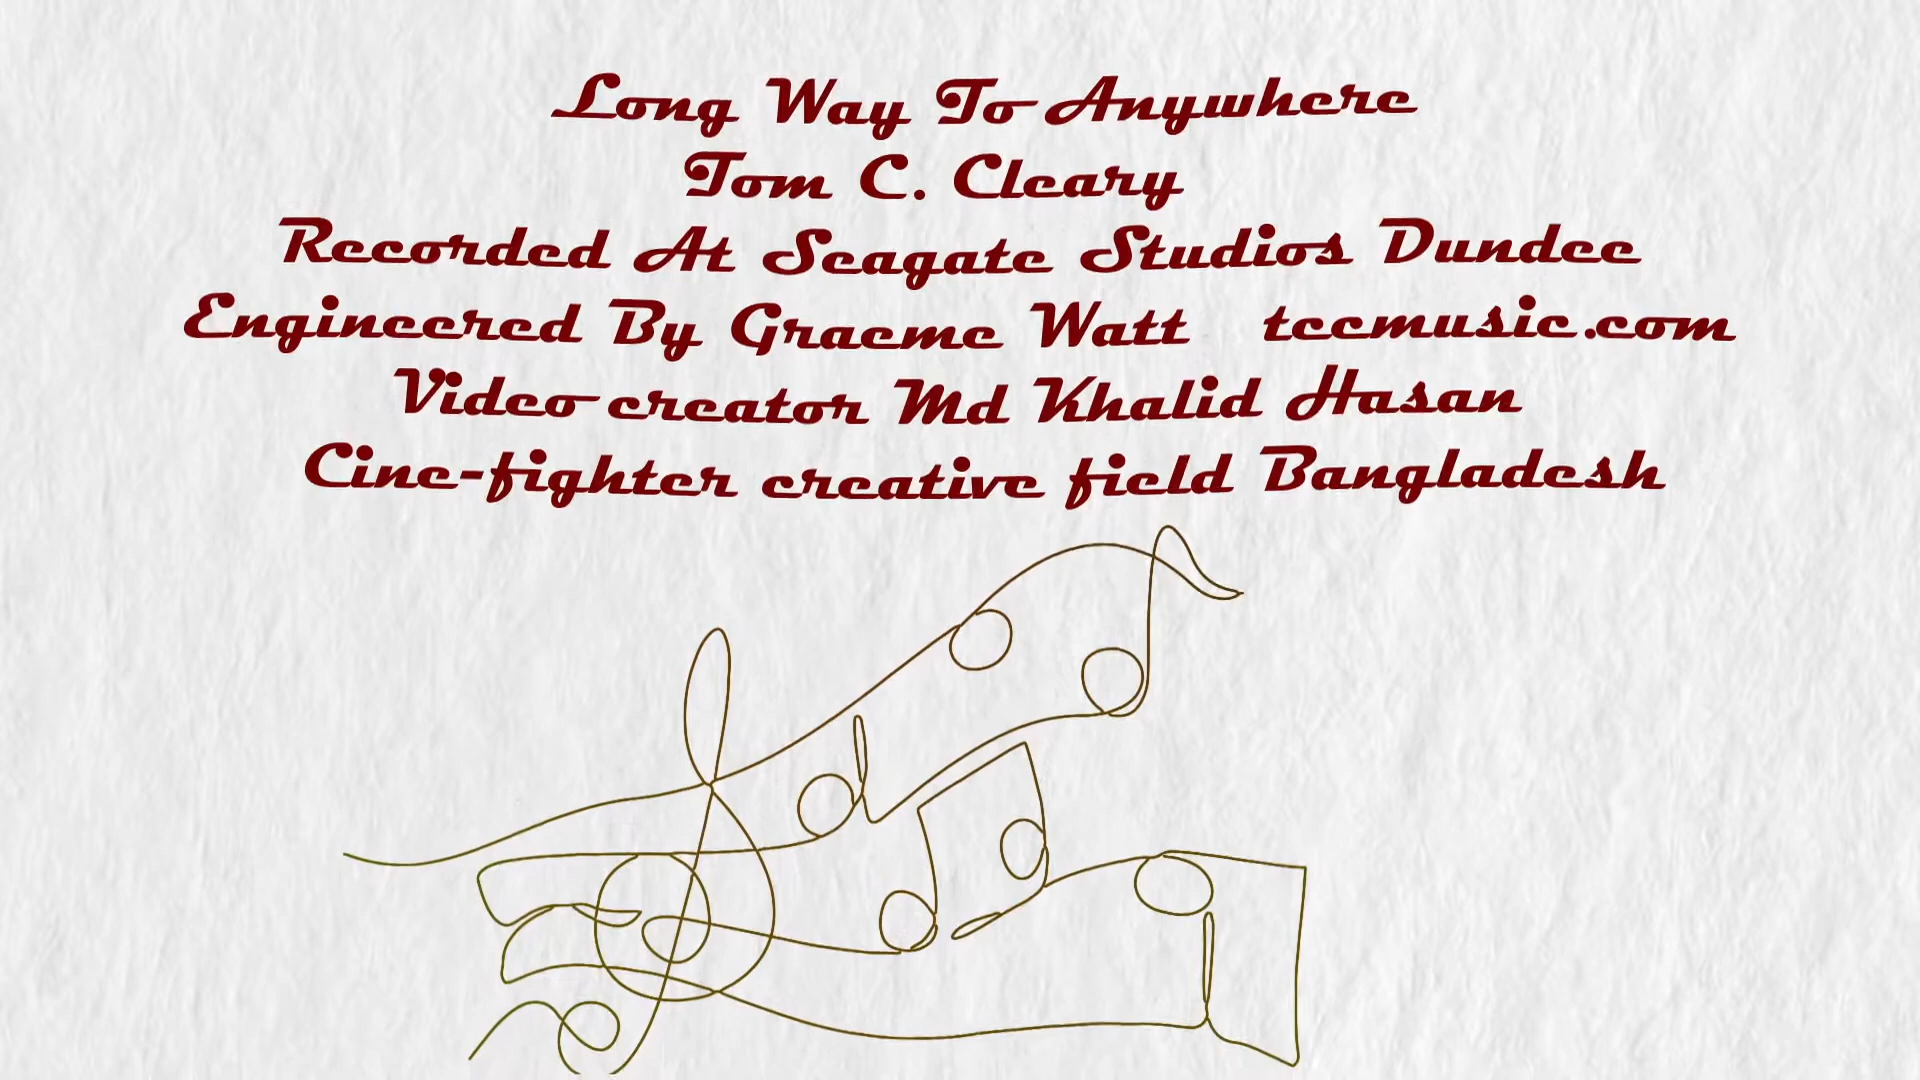 Long Way To Anywhere
Tom C. Cleary
Recorded At Seagate Studios Dundee
Engineered By Graeme Watt tccmusic.com
Video creator Md Khalid Hasan
Cine-fighter creative field Bangladesh